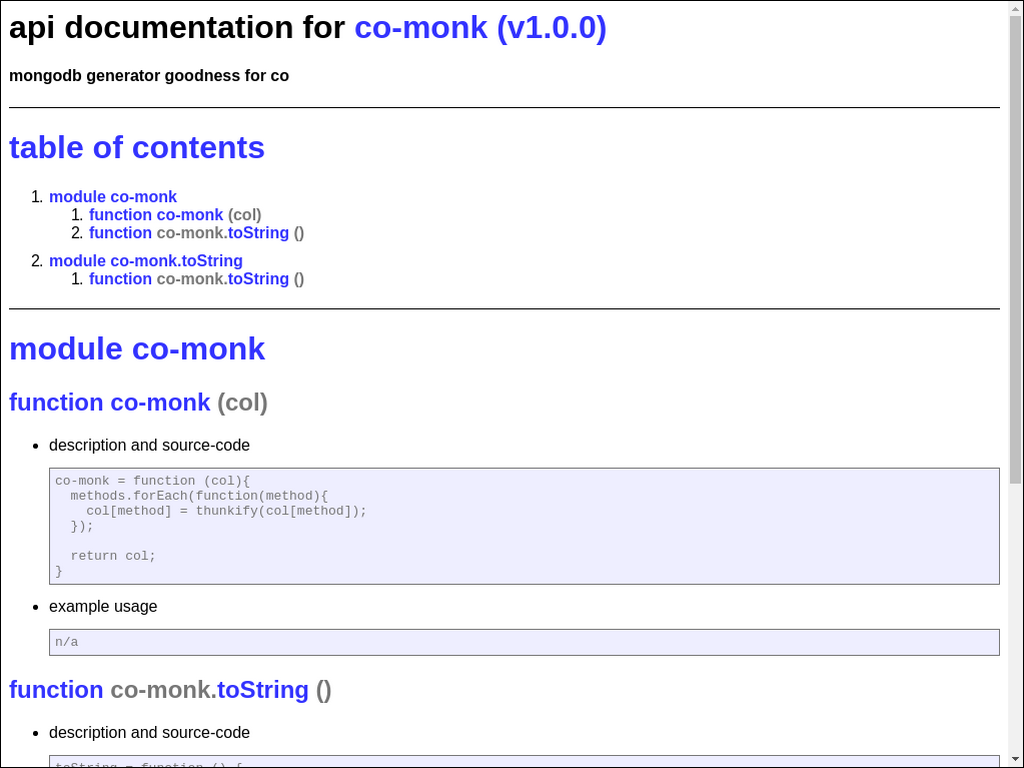 api documentation for co-monk (v1.0.0)
mongodb generator goodness for co
table of contents
1. module co-monk
1. function co-monk (col)
2. function co-monk.toString ()
2. module co-monk.toString
1. function co-monk.toString ()
module co-monk
function co-monk (col)
• description and source-code
co-monk = function (col){
  methods.forEach(function(method){
    col[method] = thunkify(col[method]);
  });
  return col;
}
• example usage
n/a
function co-monk.toString ()
• description and source-code
toString = function () {